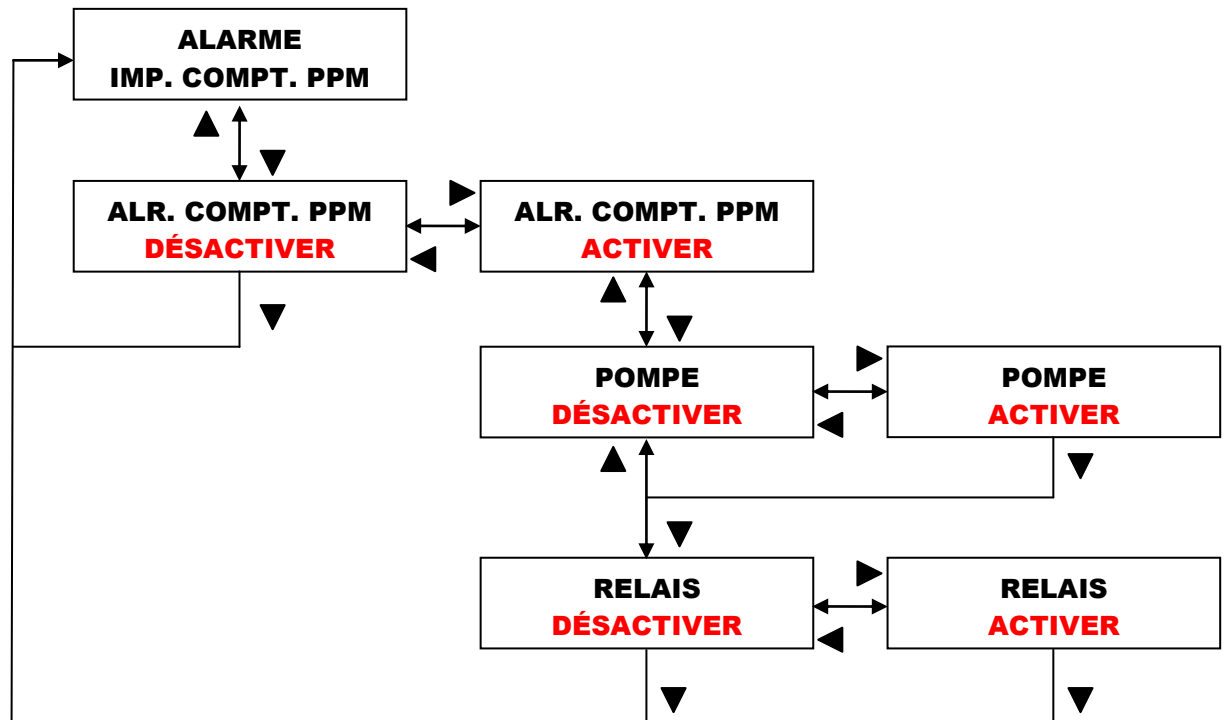 ALARME
IMP. COMPT. PPM
ALR. COMPT. PPM
DÉSACTIVER
ALR. COMPT. PPM
ACTIVER
POMPE
DÉSACTIVER
POMPE
ACTIVER
RELAIS
DÉSACTIVER
RELAIS
ACTIVER